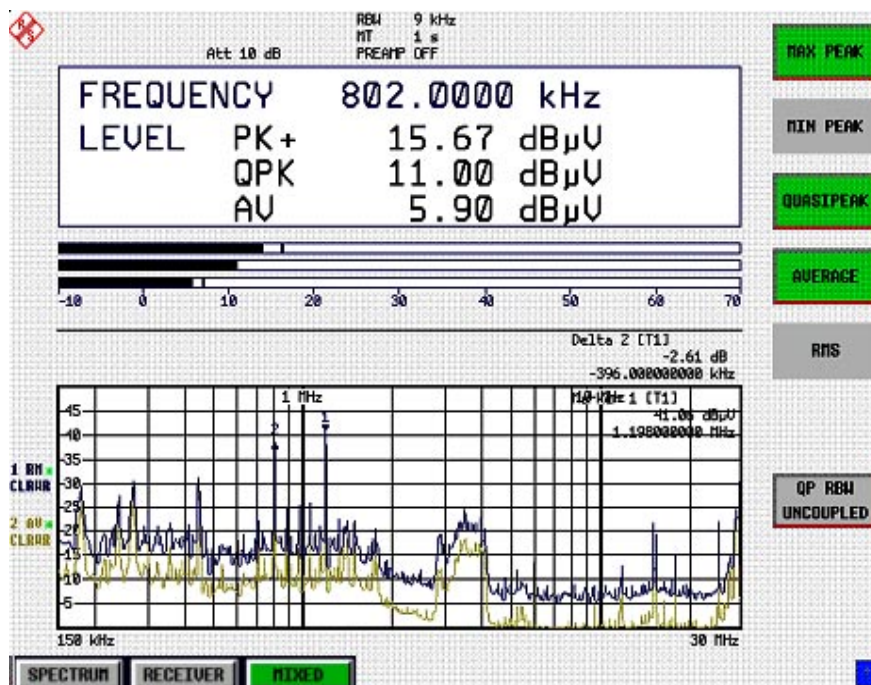 RBW 9 kHz
MT 1 s
Att 10 dB PREAMP OFF
FREQUENCY 802.0000 kHz
LEVEL PK+ 15.67 dBµV
QPK 11.00 dBµV
AV 5.90 dBµV
-10 0 10 20 30 40 50 60 70
Delta 2 [T1]
-2.61 dB
-396.000000000 kHz
1 MHz
1 [T1]
41.06 dBµV
1.198000000 MHz
45
40
35
30
25
20
15
10
5
2
1
1 RM
CLRWR
2 AV
CLRWR
150 kHz 30 MHz
SPECTRUM RECEIVER MIXED
MAX PEAK
MIN PEAK
QUASIPEAK
AVERAGE
RMS
QP RBW
UNCOUPLED